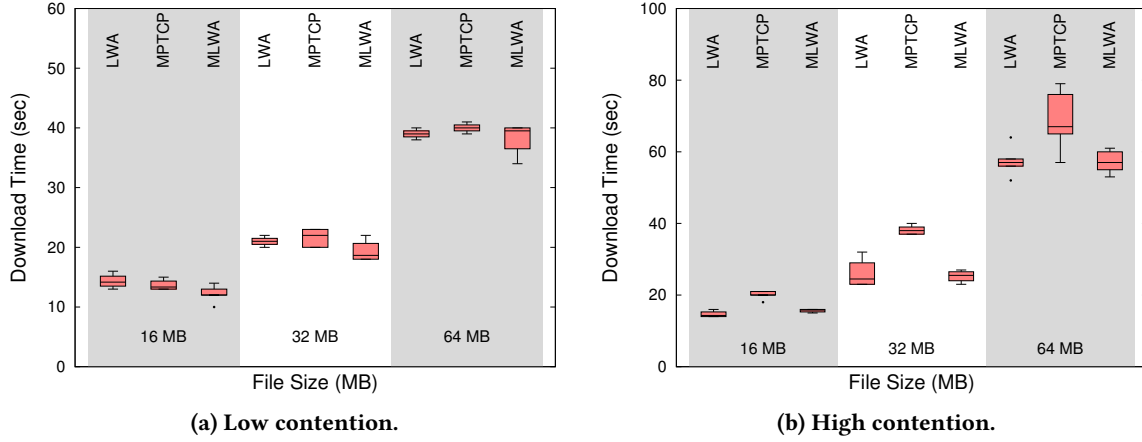 60
50
40
30
20
10
0
Download Time (sec)
LWA
MPTCP
MLWA
LWA
MPTCP
MLWA
LWA
MPTCP
MLWA
16 MB
32 MB
64 MB
File Size (MB)
(a) Low contention.
100
80
60
40
20
0
Download Time (sec)
LWA
MPTCP
MLWA
LWA
MPTCP
MLWA
LWA
MPTCP
MLWA
16 MB
32 MB
64 MB
File Size (MB)
(b) High contention.